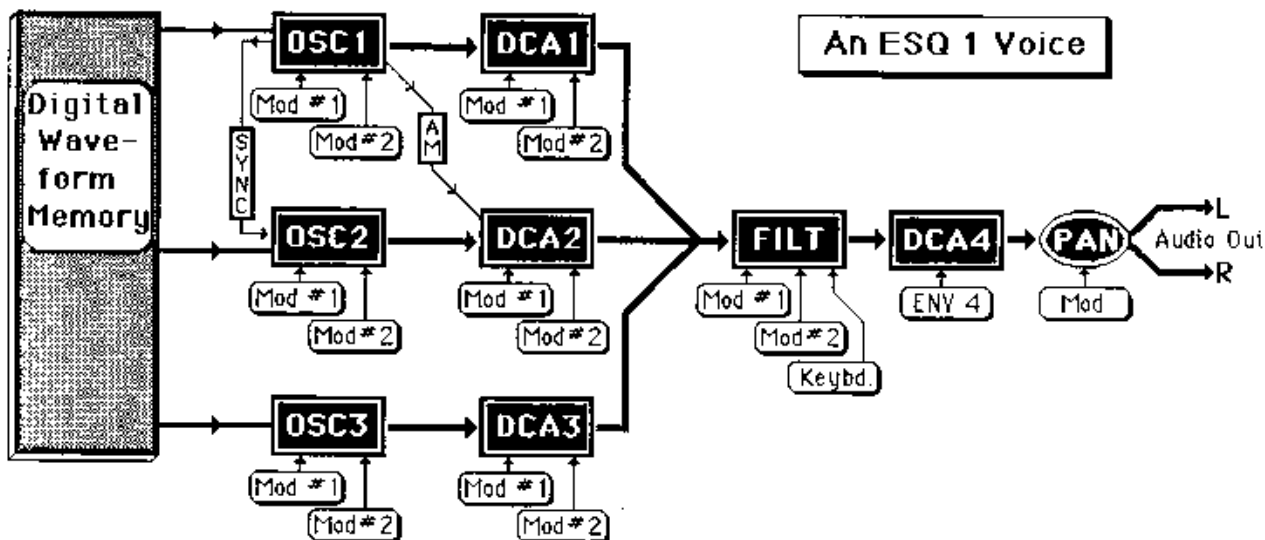 An ESQ 1 Voice
Digital
Wave-
form
Memory
OSC1
DCA1
Mod #1
Mod #2
Mod #1
Mod #2
SYNC
AM
OSC2
DCA2
Mod #1
Mod #2
Mod #1
Mod #2
OSC3
DCA3
Mod #1
Mod #2
Mod #1
Mod #2
FILT
Mod #1
Mod #2
Keybd.
DCA4
ENV 4
PAN
Mod
L
Audio Out
R